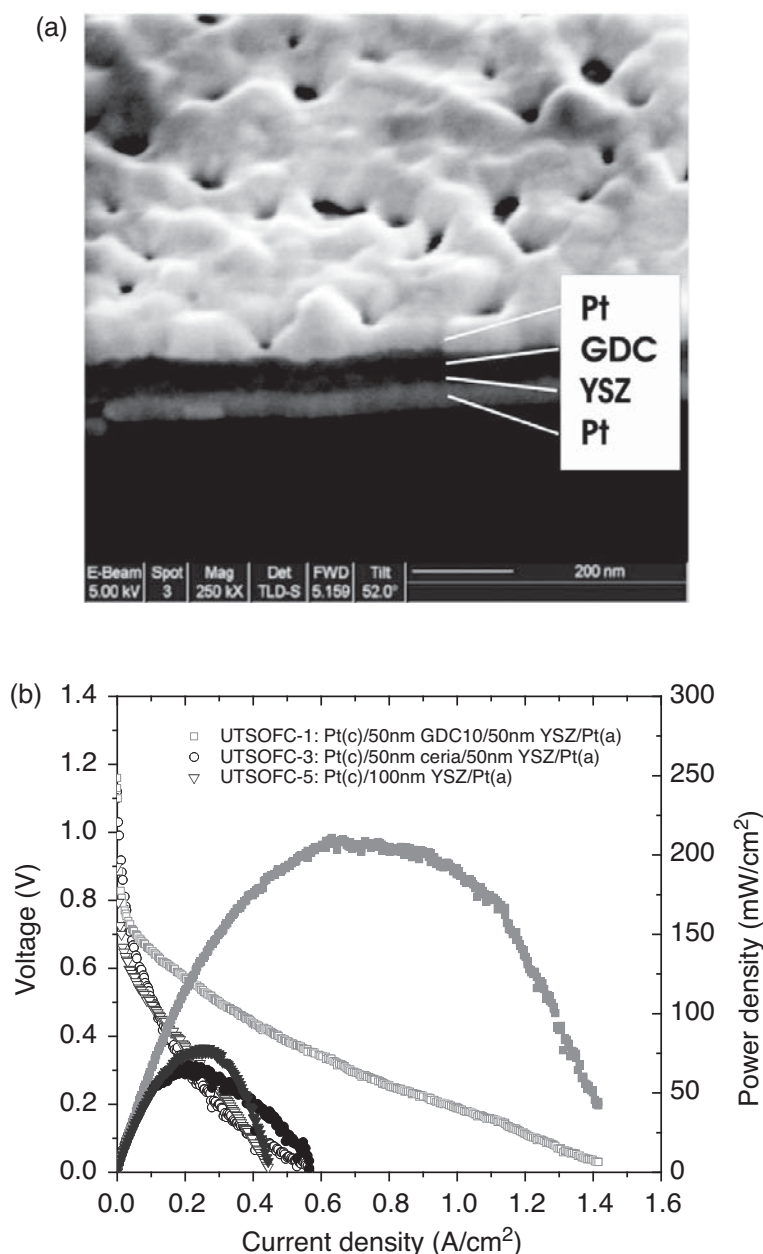 (a)
Pt
GDC
YSZ
Pt
E-Beam Spot Mag Det FWD Tilt 200 nm
5.00 kV 3 250 kX TLD-S 5.159 52.0°
(b)
UTSOFC-1: Pt(c)/50nm GDC10/50nm YSZ/Pt(a)
UTSOFC-3: Pt(c)/50nm ceria/50nm YSZ/Pt(a)
UTSOFC-5: Pt(c)/100nm YSZ/Pt(a)
1.4
1.2
1.0
0.8
0.6
0.4
0.2
0.0
Voltage (V)
300
250
200
150
100
50
0
Power density (mW/cm²)
0.0 0.2 0.4 0.6 0.8 1.0 1.2 1.4 1.6
Current density (A/cm²)